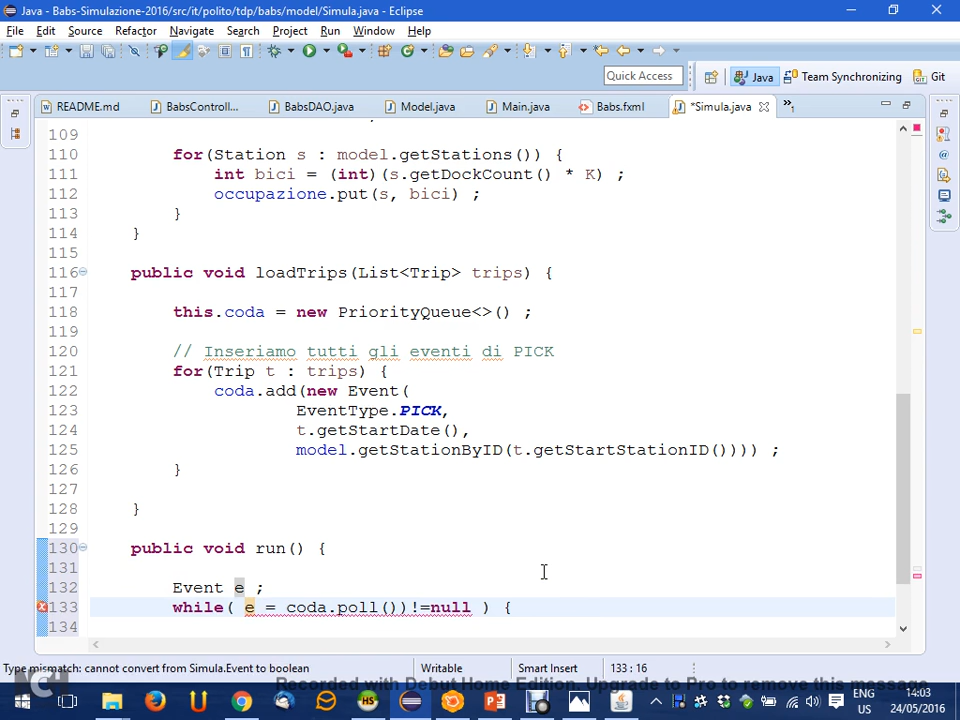 Java - Babs-Simulazione-2016/src/it/polito/tdp/babs/model/Simula.java - Eclipse
File Edit Source Refactor Navigate Search Project Run Window Help
Quick Access Java Team Synchronizing Git
README.md BabsControll... BabsDAO.java Model.java Main.java Babs.fxml *Simula.java »1
109
110 for(Station s : model.getStations()) {
111 int bici = (int)(s.getDockCount() * K) ;
112 occupazione.put(s, bici) ;
113 }
114 }
115
116 public void loadTrips(List<Trip> trips) {
117
118 this.coda = new PriorityQueue<>() ;
119
120 // Inseriamo tutti gli eventi di PICK
121 for(Trip t : trips) {
122 coda.add(new Event(
123 EventType.PICK,
124 t.getStartDate(),
125 model.getStationByID(t.getStartStationID()))) ;
126 }
127
128 }
129
130 public void run() {
131
132 Event e ;
133 while( e = coda.poll())!=null ) {
134
Type mismatch: cannot convert from Simula.Event to boolean Writable Smart Insert 133 : 16
Recorded with Debut Home Edition. Upgrade to Pro to remove this message
ENG 14:03
US 24/05/2016